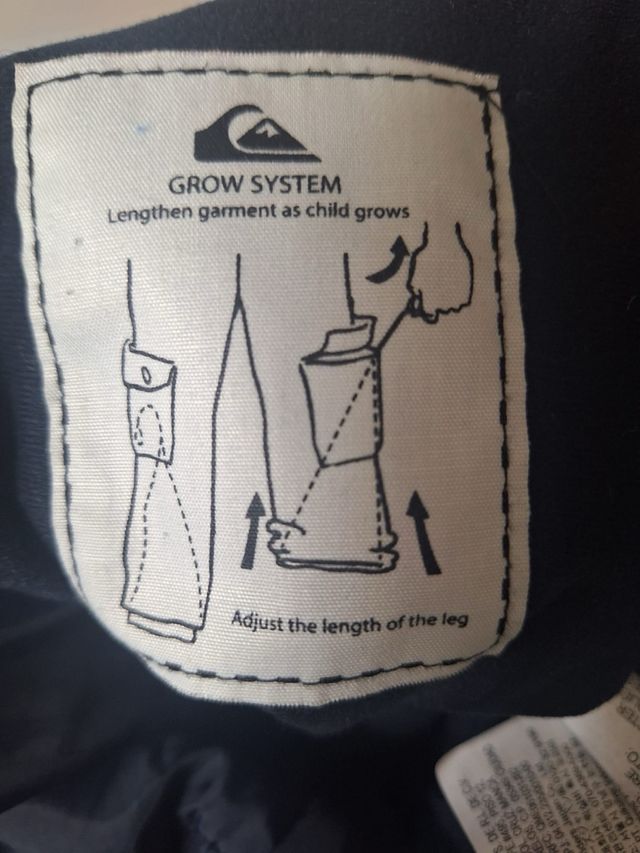 GROW SYSTEM
Lengthen garment as child grows
Adjust the length of the leg